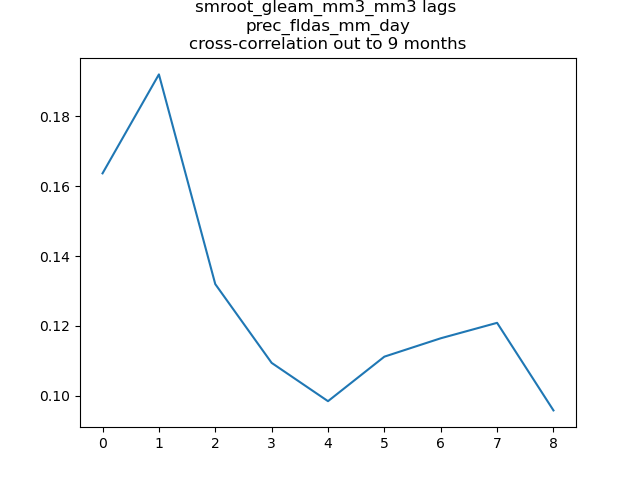 smroot_gleam_mm3_mm3 lags
prec_fldas_mm_day
cross-correlation out to 9 months
0.18
0.16
0.14
0.12
0.10
0 1 2 3 4 5 6 7 8